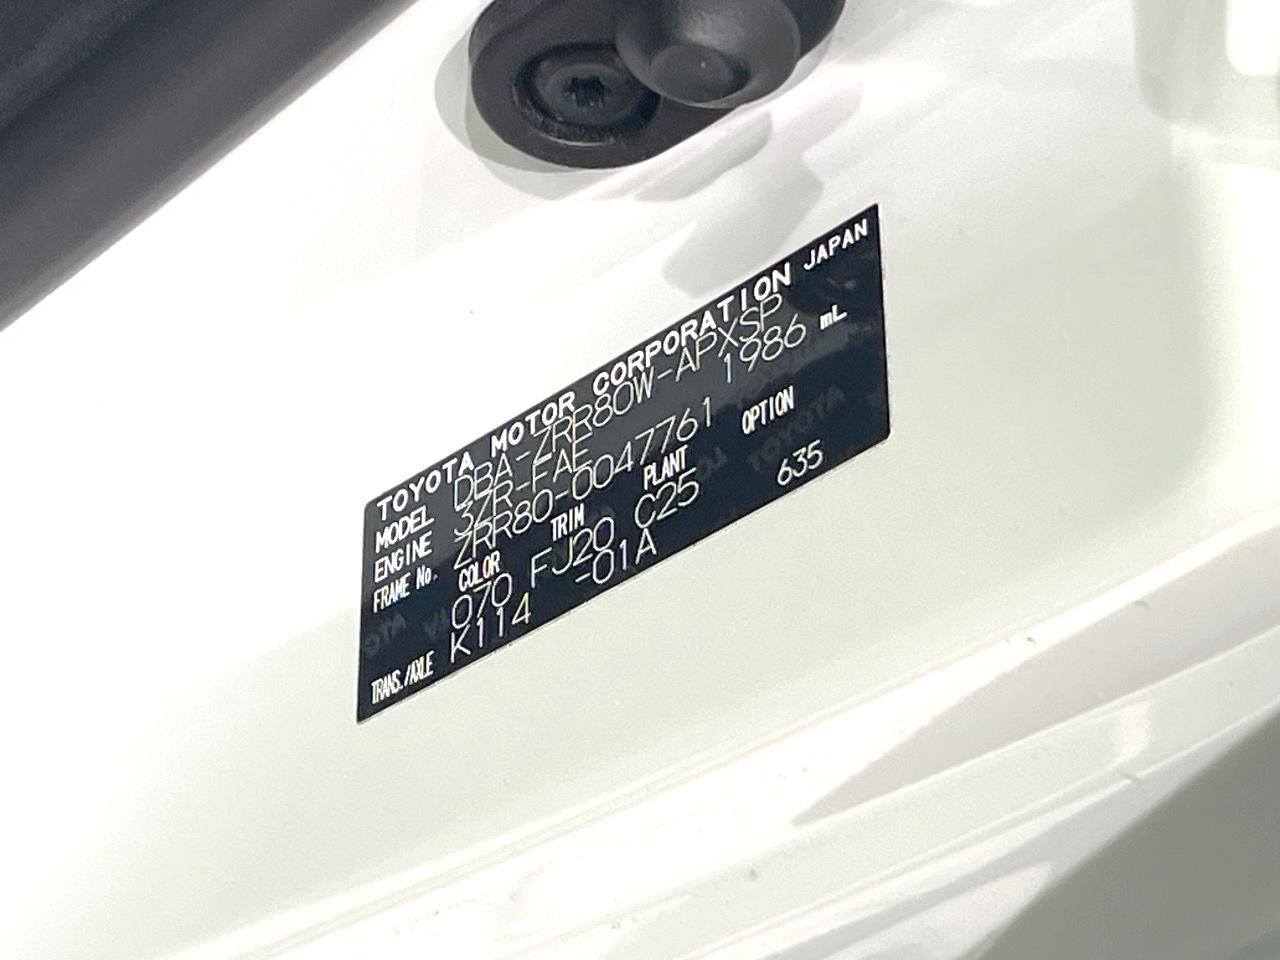 TOYOTA MOTOR CORPORATION JAPAN
MODEL DBA-ZRR80W-APXSP
ENGINE 3ZR-FAE 1986 mL
FRAME No. ZRR80-0047761
COLOR TRIM PLANT OPTION
070 FJ20 C25 635
TRANS./AXLE K114 -01A